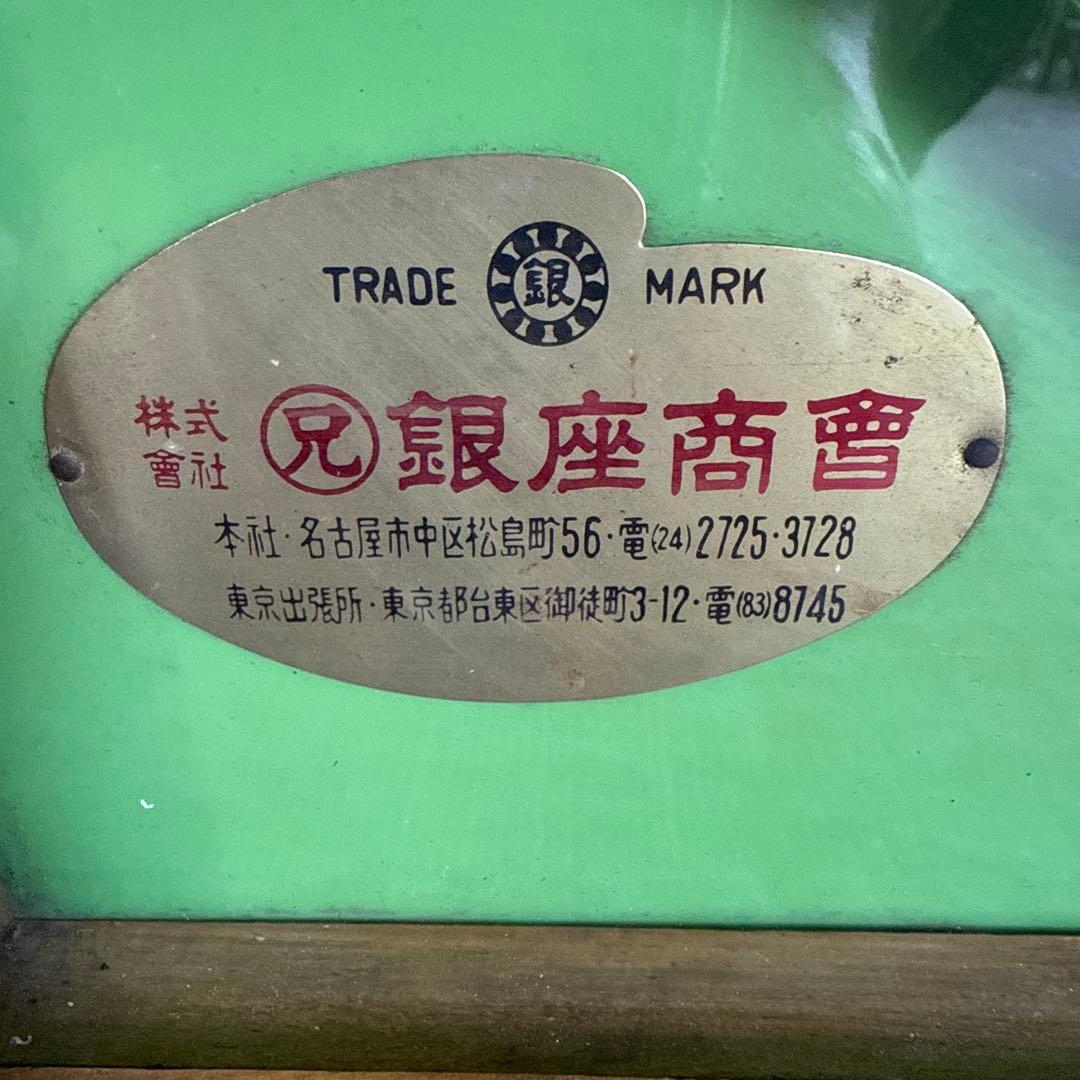 TRADE 銀 MARK
株式會社 兄 銀座商會
本社・名古屋市中区松島町56・電(24)2725・3728
東京出張所・東京都台東区御徒町3-12・電(83)8745